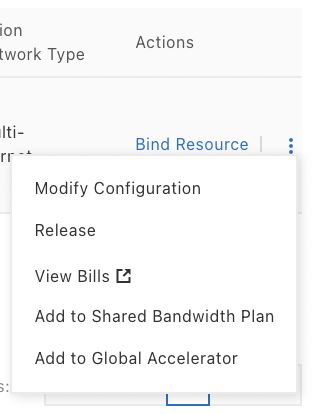 ion
twork Type
Actions
lti-
Bind Resource
Modify Configuration
Release
View Bills
Add to Shared Bandwidth Plan
Add to Global Accelerator
s: